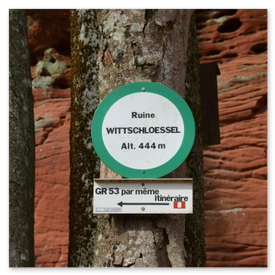 Ruine
WITTSCHLOESSEL
Alt. 444 m
GR 53 par même
itinéraire